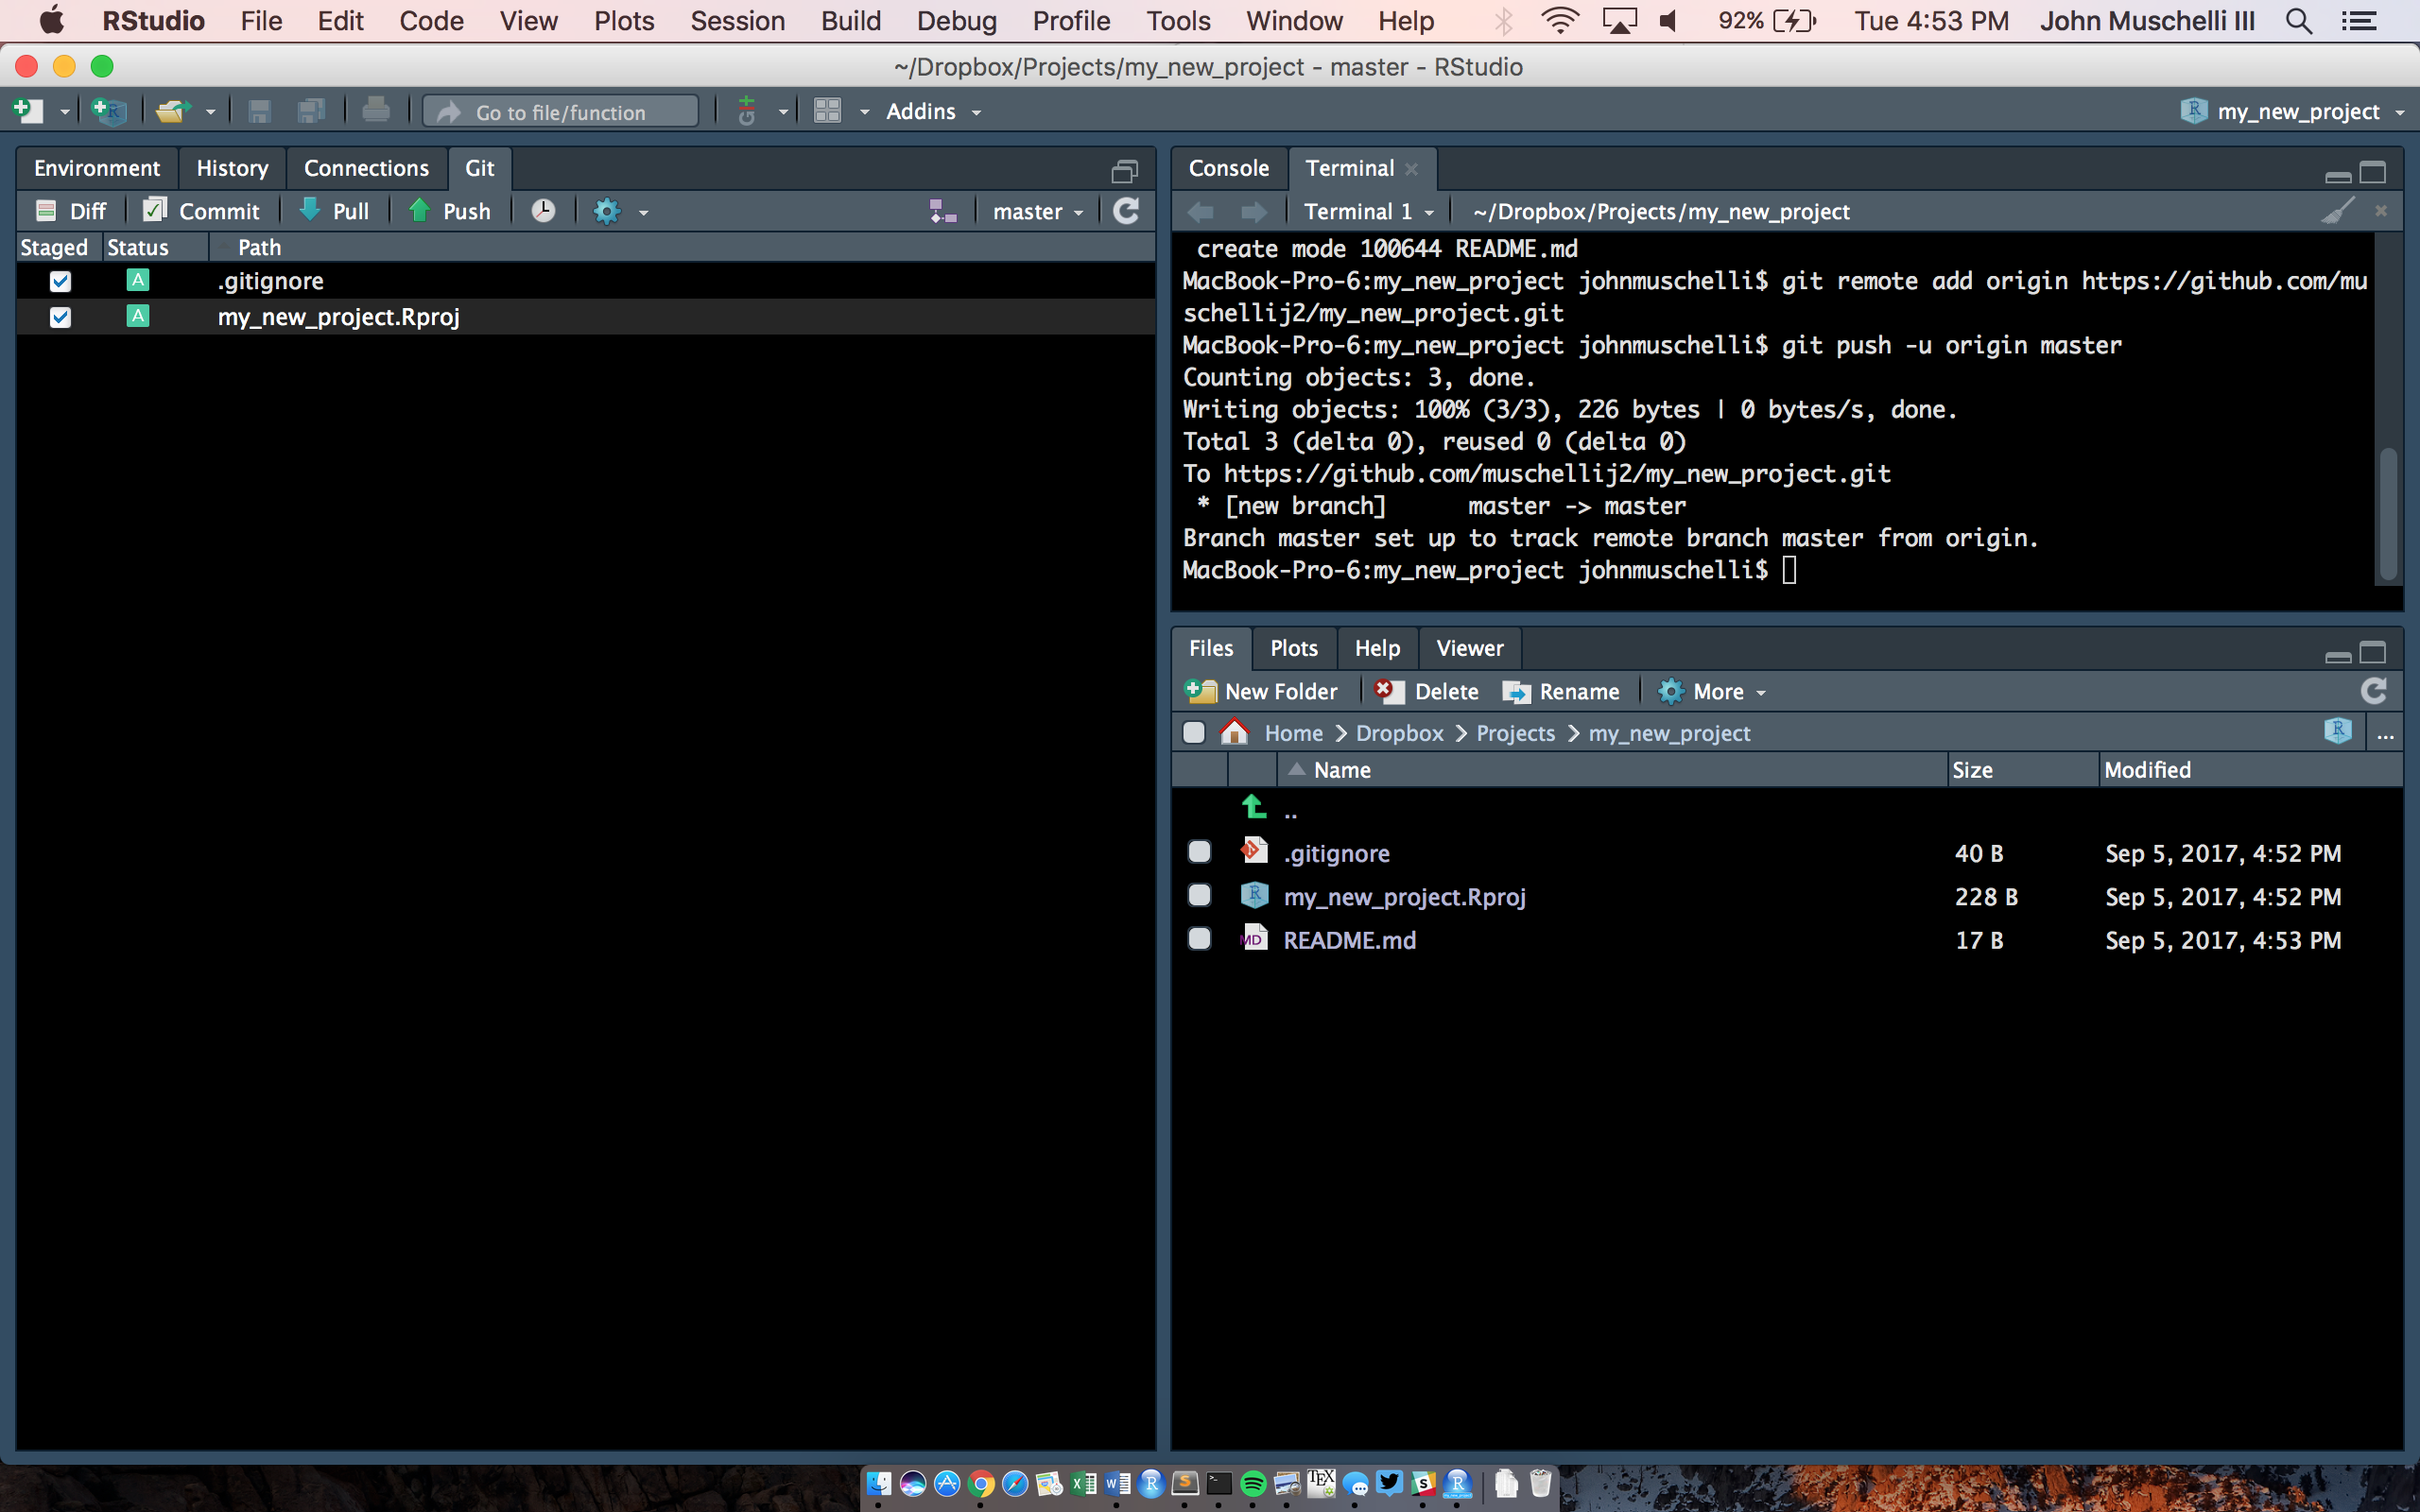 RStudio File Edit Code View Plots Session Build Debug Profile Tools Window Help 92% Tue 4:53 PM John Muschelli III
~/Dropbox/Projects/my_new_project - master - RStudio
Go to file/function Addins my_new_project
Environment History Connections Git
Diff Commit Pull Push master
Staged Status Path
A .gitignore
A my_new_project.Rproj
Console Terminal
Terminal 1 ~/Dropbox/Projects/my_new_project
create mode 100644 README.md
MacBook-Pro-6:my_new_project johnmuschelli$ git remote add origin https://github.com/mu
schellij2/my_new_project.git
MacBook-Pro-6:my_new_project johnmuschelli$ git push -u origin master
Counting objects: 3, done.
Writing objects: 100% (3/3), 226 bytes | 0 bytes/s, done.
Total 3 (delta 0), reused 0 (delta 0)
To https://github.com/muschellij2/my_new_project.git
* [new branch] master -> master
Branch master set up to track remote branch master from origin.
MacBook-Pro-6:my_new_project johnmuschelli$
Files Plots Help Viewer
New Folder Delete Rename More
Home Dropbox Projects my_new_project ...
Name Size Modified
..
.gitignore 40 B Sep 5, 2017, 4:52 PM
my_new_project.Rproj 228 B Sep 5, 2017, 4:52 PM
MD README.md 17 B Sep 5, 2017, 4:53 PM